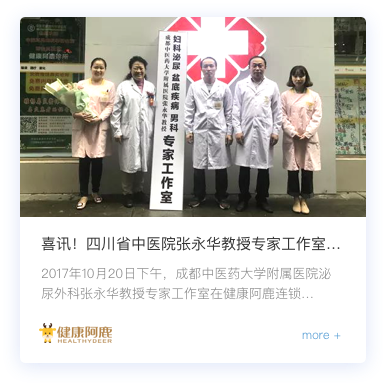 健康阿鹿
妇科泌尿 盆底疾病 男科
成都中医药大学附属医院张永华教授
专家工作室
喜讯！四川省中医院张永华教授专家工作室...
2017年10月20日下午，成都中医药大学附属医院泌
尿外科张永华教授专家工作室在健康阿鹿连锁...
健康阿鹿
HEALTHYDEER
more +